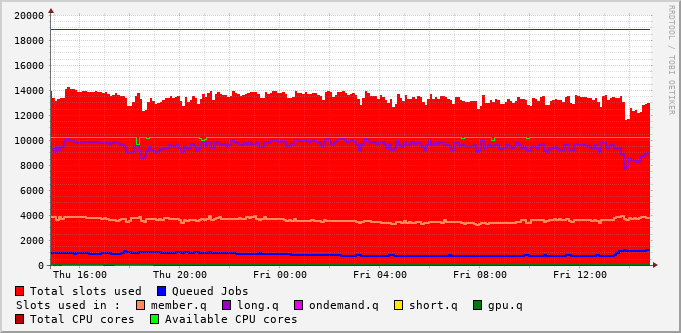 20000
18000
16000
14000
12000
10000
8000
6000
4000
2000
0
Thu 16:00 Thu 20:00 Fri 00:00 Fri 04:00 Fri 08:00 Fri 12:00
Total slots used Queued Jobs
Slots used in : member.q long.q ondemand.q short.q gpu.q
Total CPU cores Available CPU cores
RRDTOOL / TOBI OETIKER